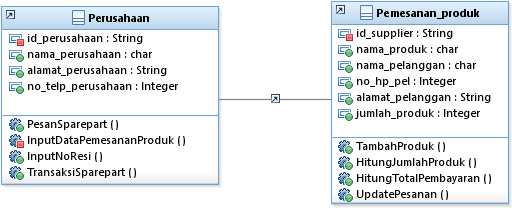 Perusahaan
id_perusahaan : String
nama_perusahaan : char
alamat_perusahaan : String
no_telp_perusahaan : Integer
PesanSparepart ( )
InputDataPemesananProduk ( )
InputNoResi ( )
TransaksiSparepart ( )
Pemesanan_produk
id_supplier : String
nama_produk : char
nama_pelanggan : char
no_hp_pel : Integer
alamat_pelanggan : String
jumlah_produk : Integer
TambahProduk ( )
HitungJumlahProduk ( )
HitungTotalPembayaran ( )
UpdatePesanan ( )